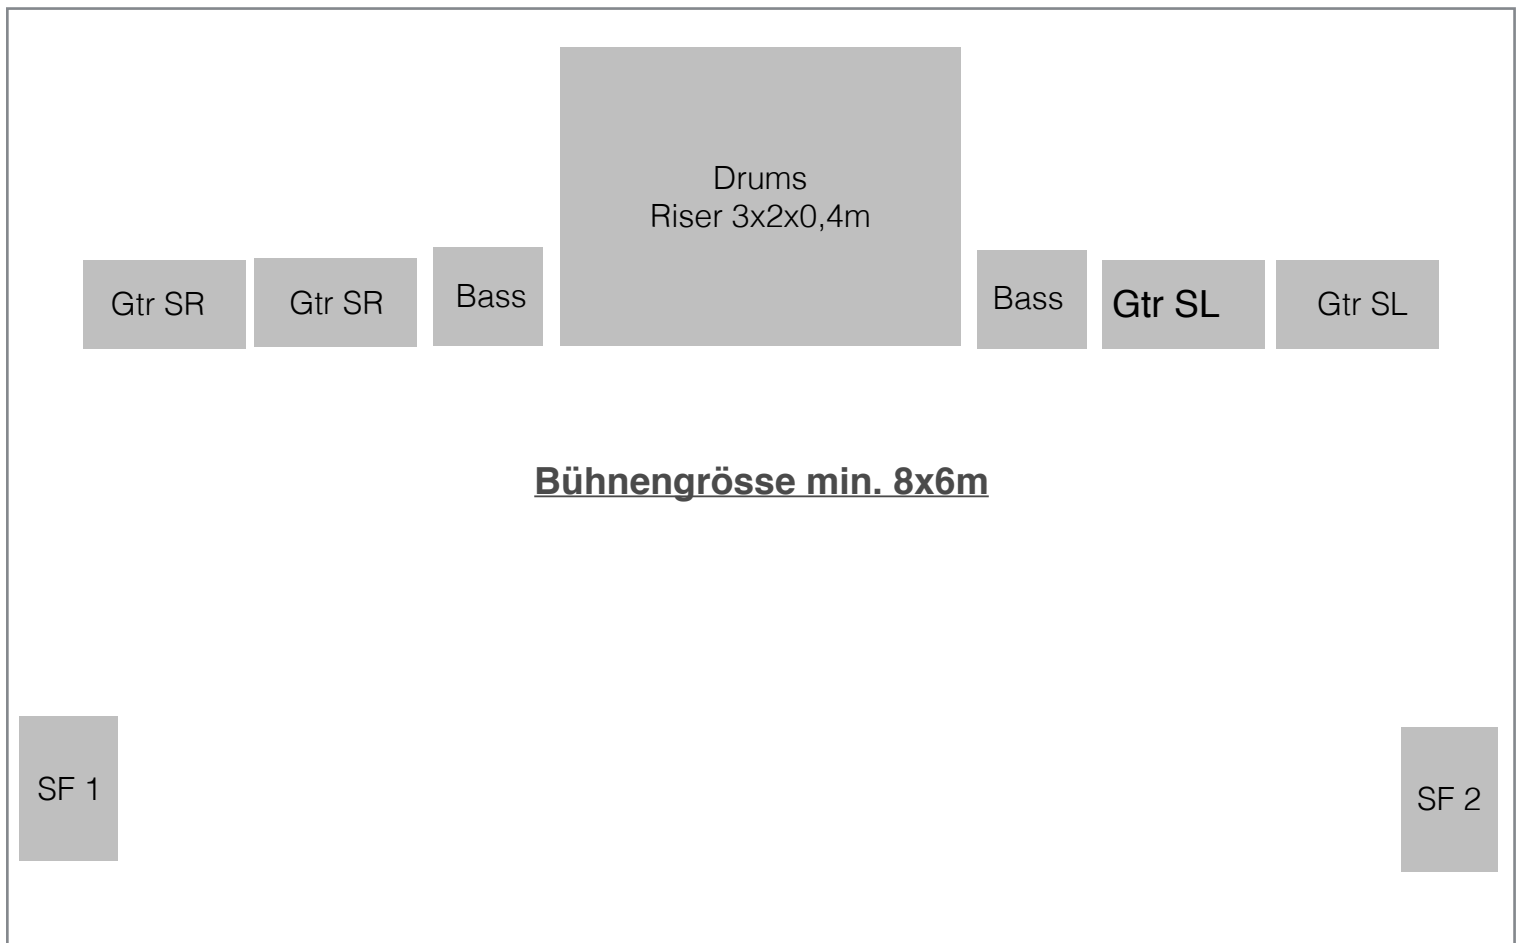 Drums
Riser 3x2x0,4m
Gtr SR
Gtr SR
Bass
Bass
Gtr SL
Gtr SL
Bühnengrösse min. 8x6m
SF 1
SF 2